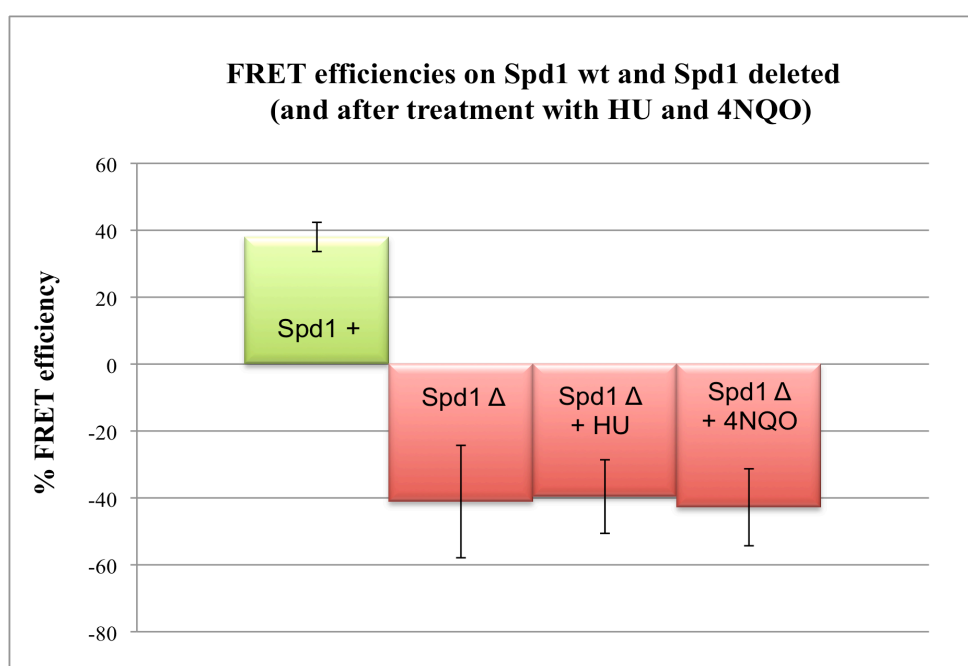 FRET efficiencies on Spd1 wt and Spd1 deleted
(and after treatment with HU and 4NQO)
% FRET efficiency
60
40
20
0
-20
-40
-60
-80
Spd1 +
Spd1 Δ
Spd1 Δ
+ HU
Spd1 Δ
+ 4NQO